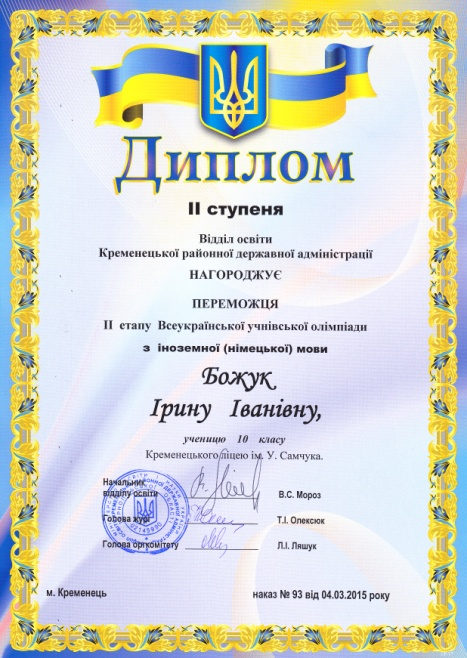 Диплом
ІІ ступеня
Відділ освіти
Кременецької районної державної адміністрації
НАГОРОДЖУЄ
ПЕРЕМОЖЦЯ
ІІ етапу Всеукраїнської учнівської олімпіади
з іноземної (німецької) мови
Божук
Ірину Іванівну,
ученицю 10 класу
Кременецького ліцею ім. У. Самчука.
Начальник
відділу освіти В.С. Мороз
Голова журі Т.І. Олексюк
Голова оргкомітету Л.І. Ляшук
м. Кременець наказ № 93 від 04.03.2015 року